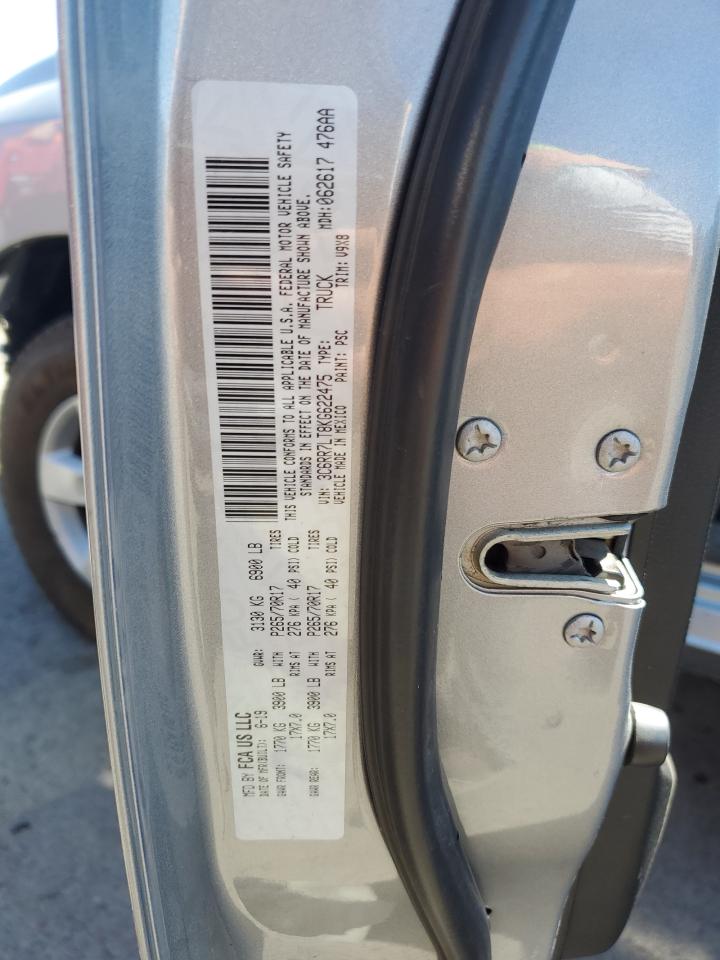 MFD BY FCA US LLC
DATE OF MFR(BUILT): 6-19 GVWR: 3130 KG 6900 LB
GAWR FRONT: 1770 KG 3900 LB WITH P265/70R17 TIRES
17X7.0 RIMS AT 276 KPA ( 40 PSI) COLD
GAWR REAR: 1770 KG 3900 LB WITH P265/70R17 TIRES
17X7.0 RIMS AT 276 KPA ( 40 PSI) COLD
THIS VEHICLE CONFORMS TO ALL APPLICABLE U.S.A. FEDERAL MOTOR VEHICLE SAFETY
STANDARDS IN EFFECT ON THE DATE OF MANUFACTURE SHOWN ABOVE.
VIN: 3C6RR7LT8KG622475 TYPE: TRUCK MDH:062617 476AA
VEHICLE MADE IN MEXICO PAINT: PSC TRIM: V9X8